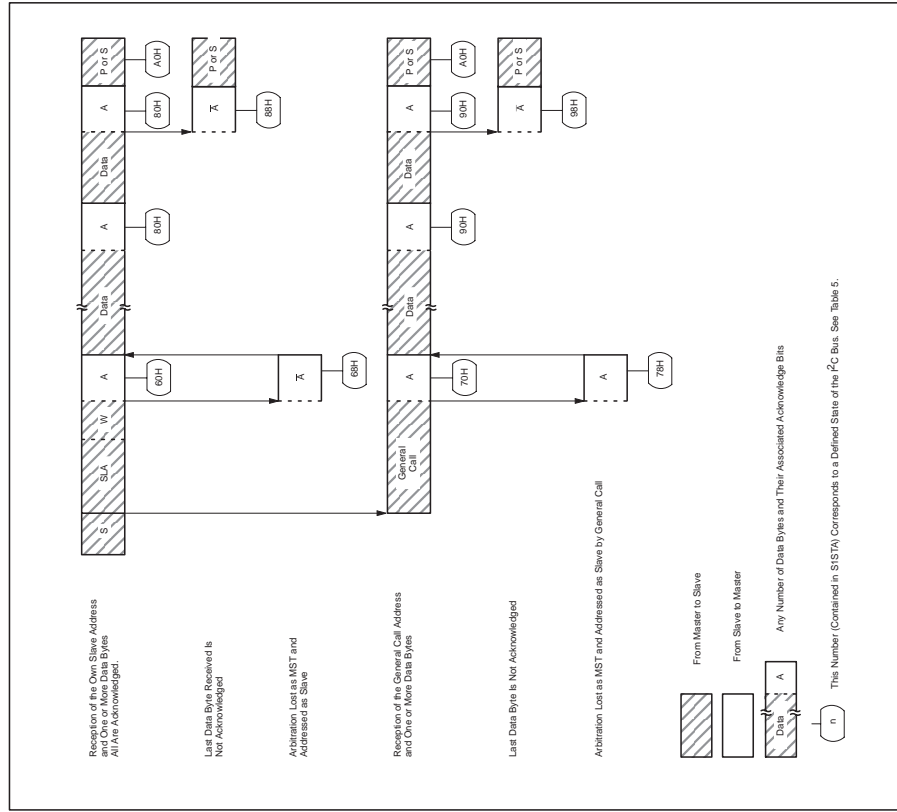 Reception of the Own Slave Address
and One or More Data Bytes
All Are Acknowledged.
S
SLA
W
A
Data
A
Data
A
P or S
60H
80H
80H
A0H
Last Data Byte Received Is
Not Acknowledged
A̅
P or S
88H
Arbitration Lost as MST and
Addressed as Slave
A̅
68H
Reception of the General Call Address
and One or More Data Bytes
General
Call
A
Data
A
Data
A
P or S
70H
90H
90H
A0H
Last Data Byte Is Not Acknowledged
A̅
P or S
98H
Arbitration Lost as MST and Addressed as Slave by General Call
A
78H
From Master to Slave
From Slave to Master
Data
A
Any Number of Data Bytes and Their Associated Acknowledge Bits
n
This Number (Contained in S1STA) Corresponds to a Defined State of the I²C Bus. See Table 5.